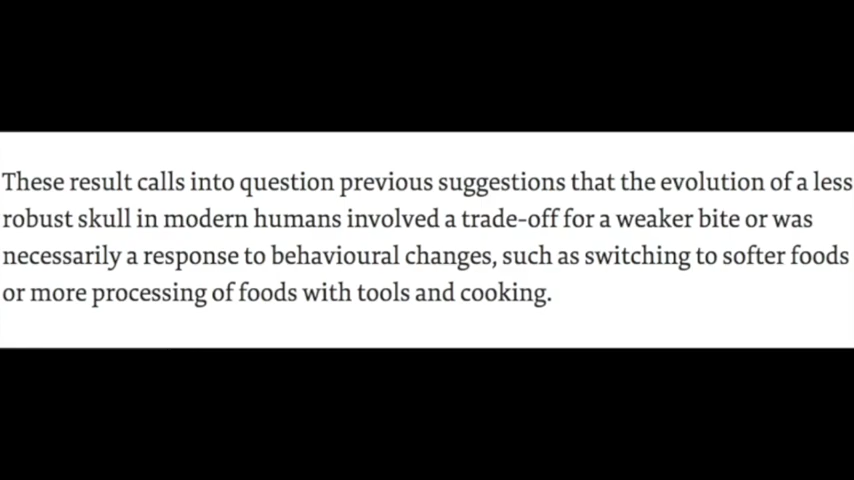 These result calls into question previous suggestions that the evolution of a less
robust skull in modern humans involved a trade-off for a weaker bite or was
necessarily a response to behavioural changes, such as switching to softer foods
or more processing of foods with tools and cooking.